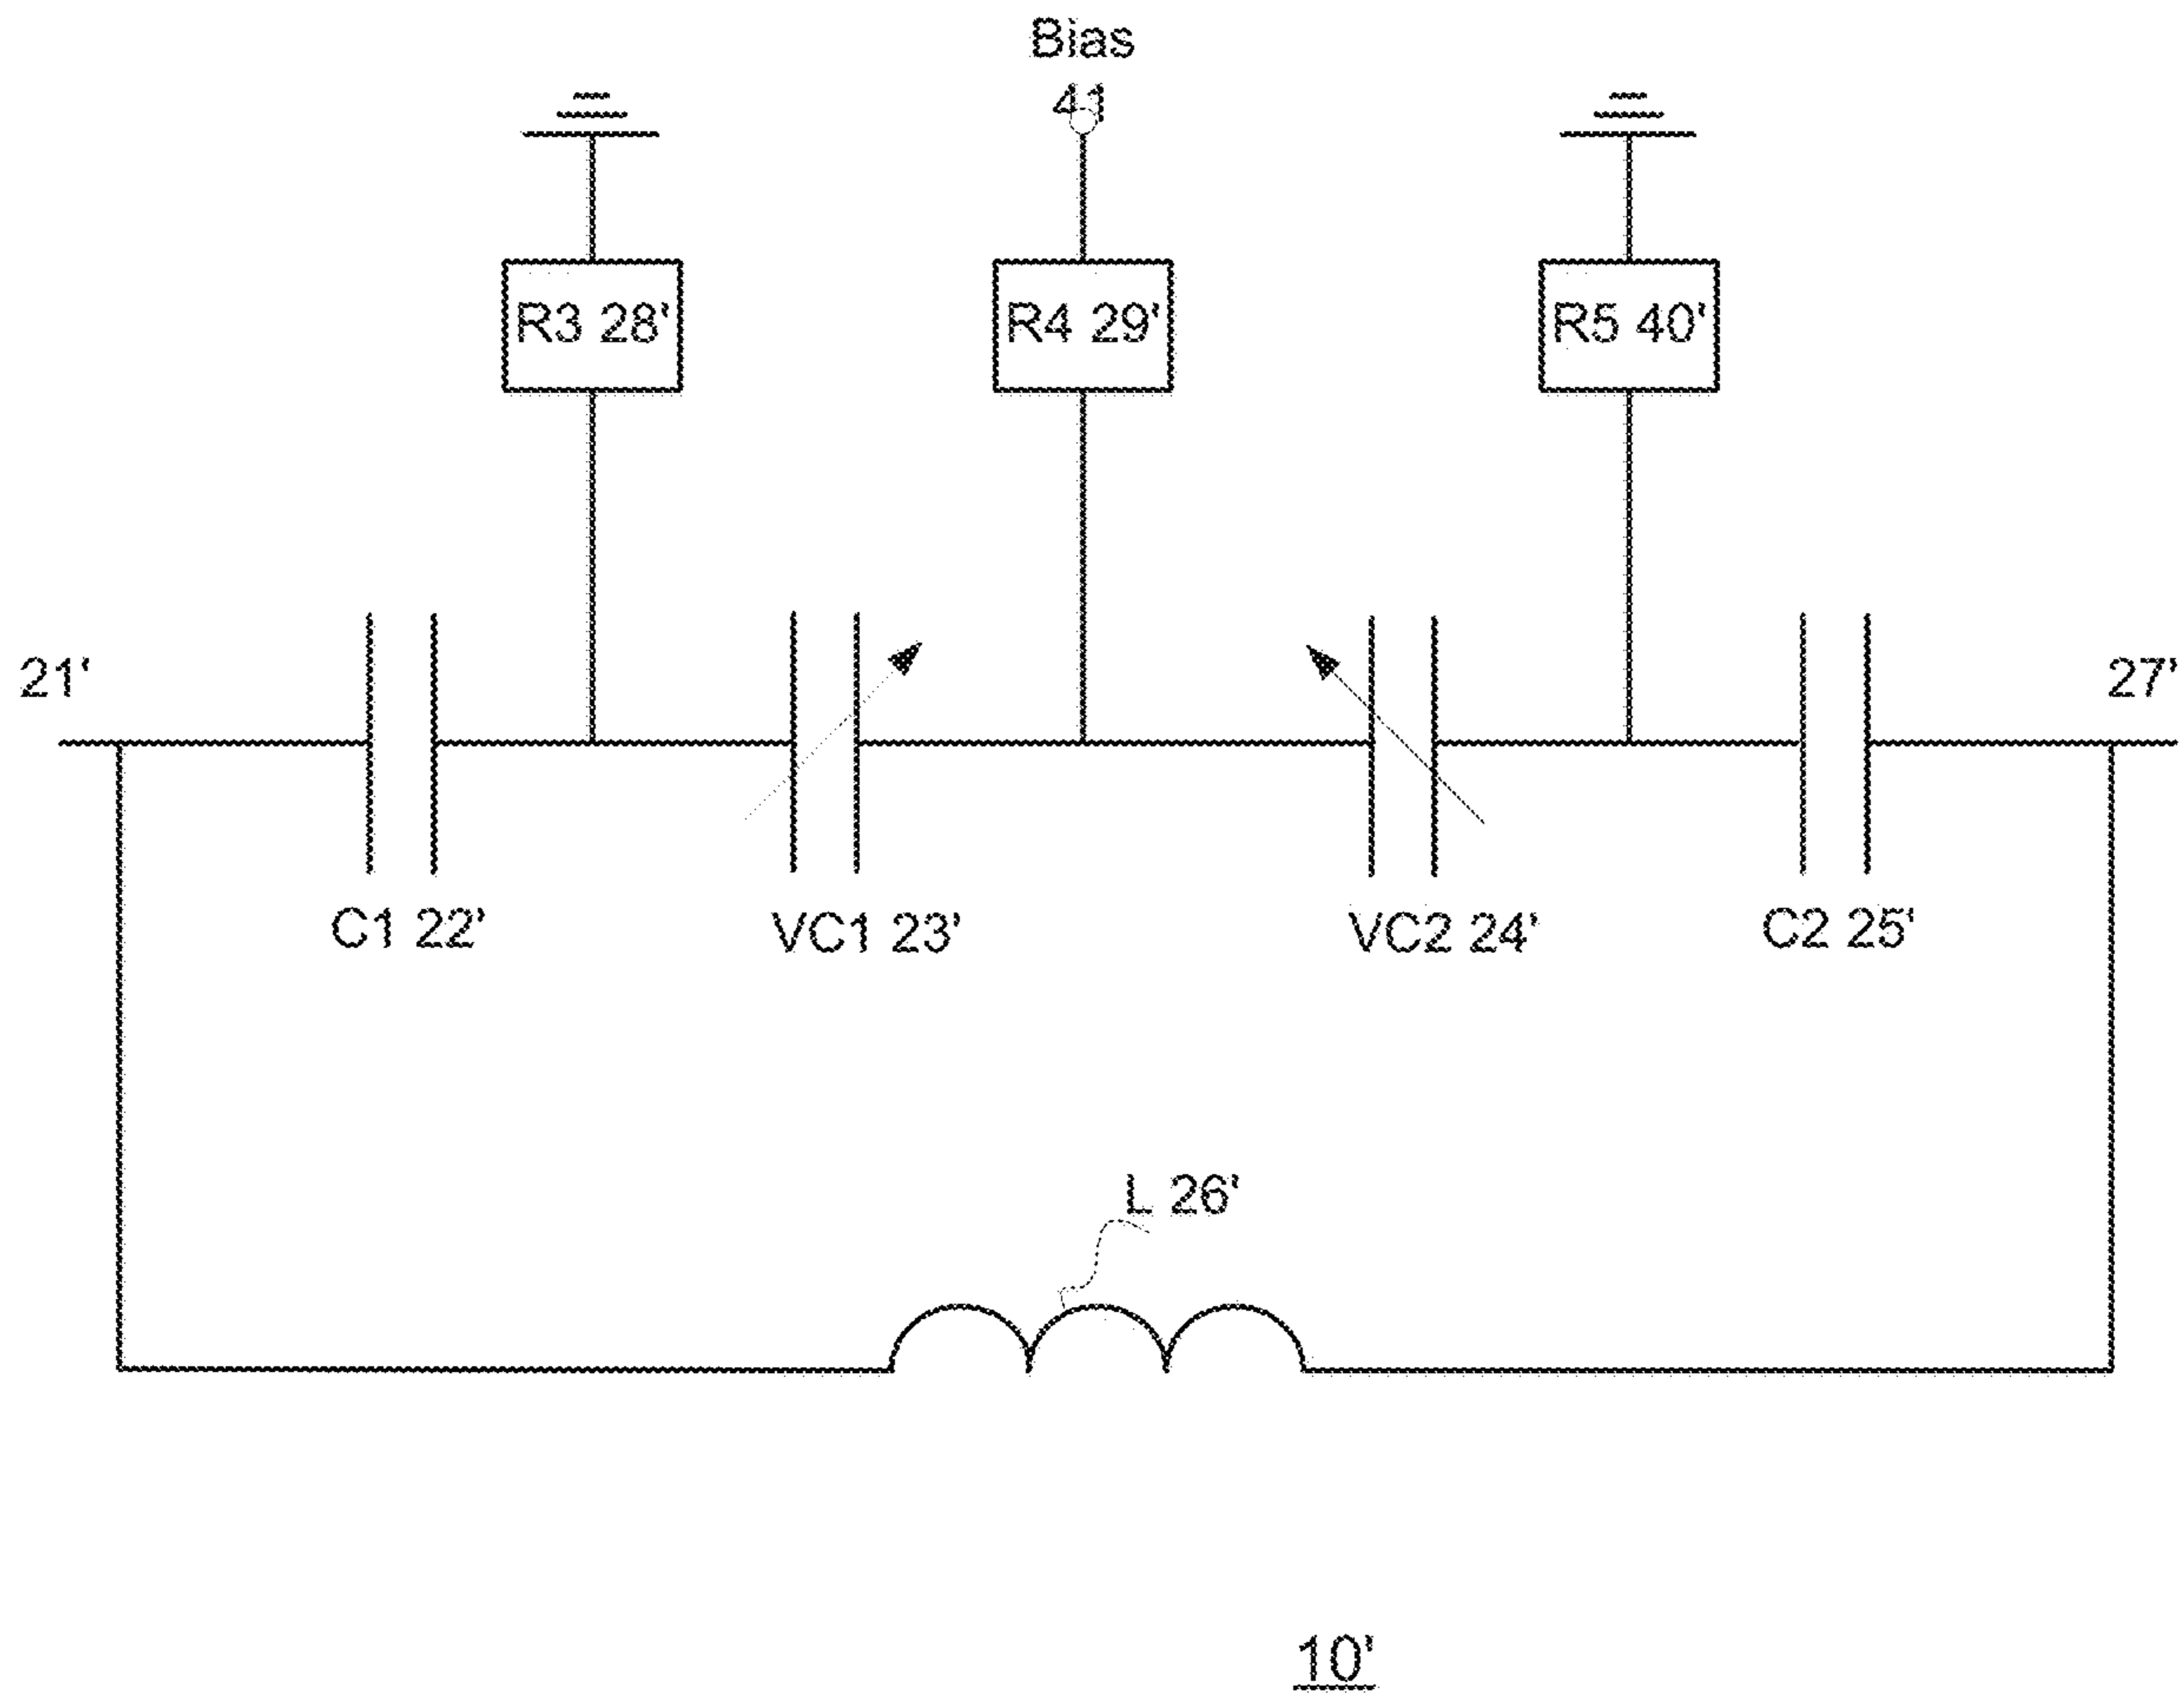 Bias
41
R3 28'
R4 29'
R5 40'
21'
27'
C1 22'
VC1 23'
VC2 24'
C2 25'
L 26'
10'